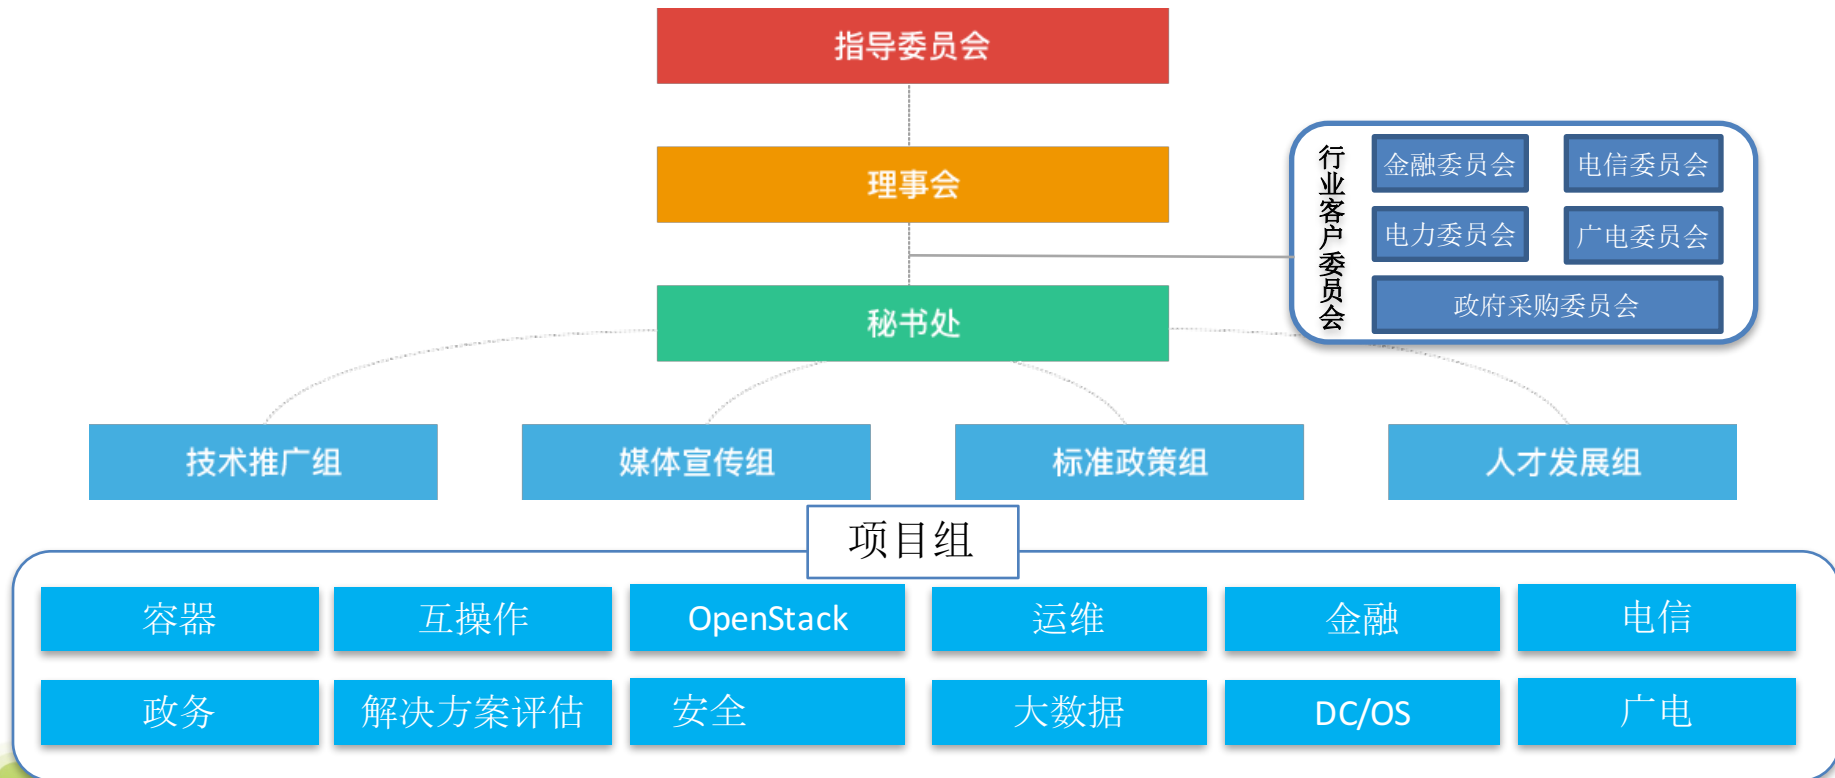 指导委员会
理事会
行业客户委员会
金融委员会
电信委员会
电力委员会
广电委员会
政府采购委员会
秘书处
技术推广组
媒体宣传组
标准政策组
人才发展组
项目组
容器
互操作
OpenStack
运维
金融
电信
政务
解决方案评估
安全
大数据
DC/OS
广电